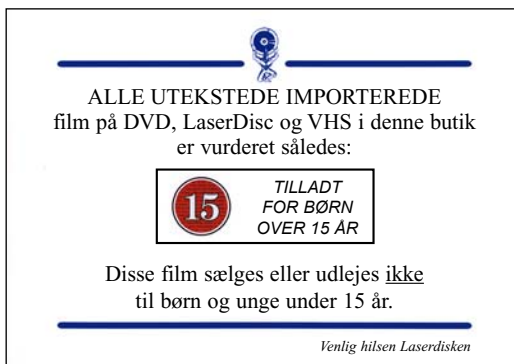 ALLE UTEKSTEDE IMPORTEREDE
film på DVD, LaserDisc og VHS i denne butik
er vurderet således:
15
TILLADT
FOR BØRN
OVER 15 ÅR
Disse film sælges eller udlejes ikke
til børn og unge under 15 år.
Venlig hilsen Laserdisken